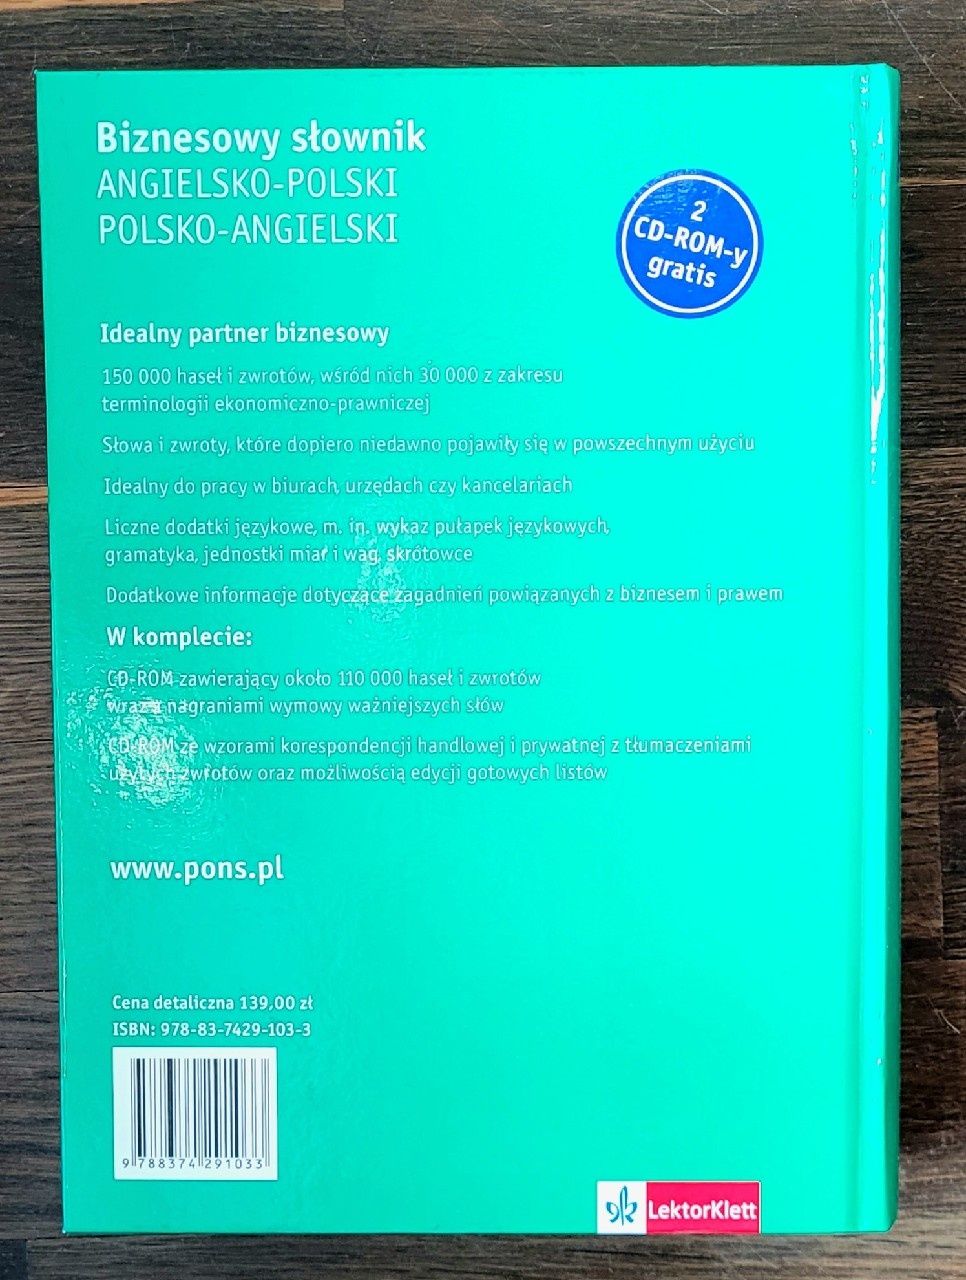 Biznesowy słownik
ANGIELSKO-POLSKI
POLSKO-ANGIELSKI
2
CD-ROM-y
gratis
Idealny partner biznesowy
150 000 haseł i zwrotów, wśród nich 30 000 z zakresu
terminologii ekonomiczno-prawniczej
Słowa i zwroty, które dopiero niedawno pojawiły się w powszechnym użyciu
Idealny do pracy w biurach, urzędach czy kancelariach
Liczne dodatki językowe, m. in. wykaz pułapek językowych,
gramatyka, jednostki miar i wag, skrótowce
Dodatkowe informacje dotyczące zagadnień powiązanych z biznesem i prawem
W komplecie:
CD-ROM zawierający około 110 000 haseł i zwrotów
wraz z nagraniami wymowy ważniejszych słów
CD-ROM ze wzorami korespondencji handlowej i prywatnej z tłumaczeniami
użytych zwrotów oraz możliwością edycji gotowych listów
www.pons.pl
Cena detaliczna 139,00 zł
ISBN: 978-83-7429-103-3
9 788374 291033
LektorKlett